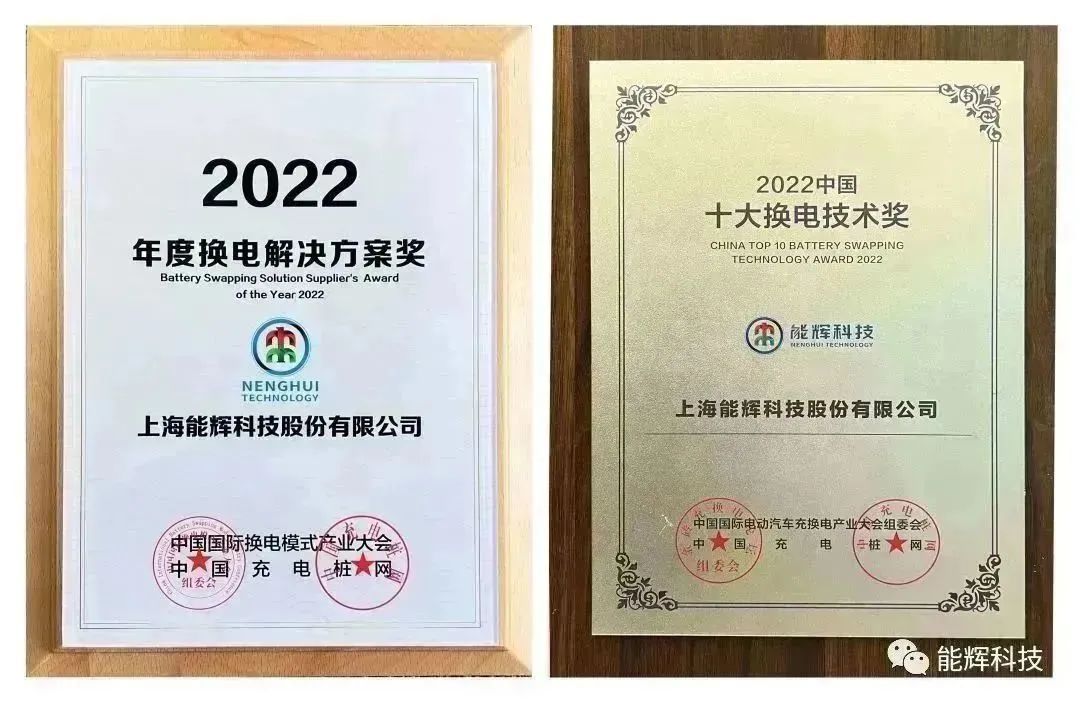 2022
年度换电解决方案奖
Battery Swapping Solution Supplier's Award
of the Year 2022
NENGHUI
TECHNOLOGY
上海能辉科技股份有限公司
中国国际换电模式产业大会
中国充电桩网
组委会
2022中国
十大换电技术奖
CHINA TOP 10 BATTERY SWAPPING
TECHNOLOGY AWARD 2022
能辉科技
NENGHUI TECHNOLOGY
上海能辉科技股份有限公司
中国国际电动汽车充换电产业大会组委会
中国充电桩网
组委会
能辉科技